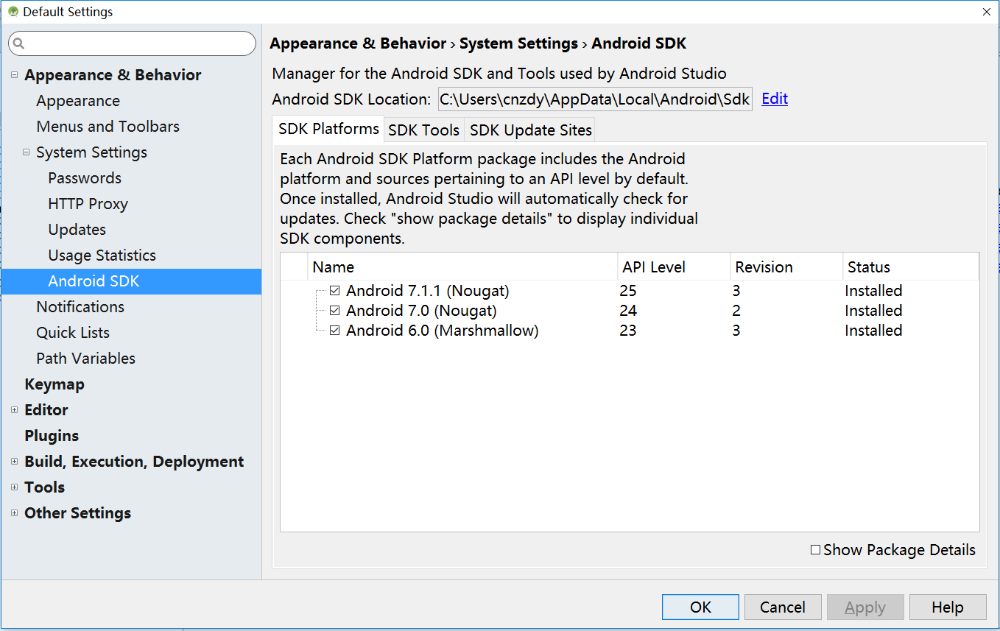 Default Settings
Appearance & Behavior
Appearance
Menus and Toolbars
System Settings
Passwords
HTTP Proxy
Updates
Usage Statistics
Android SDK
Notifications
Quick Lists
Path Variables
Keymap
Editor
Plugins
Build, Execution, Deployment
Tools
Other Settings
Appearance & Behavior › System Settings › Android SDK
Manager for the Android SDK and Tools used by Android Studio
Android SDK Location: C:\Users\cnzdy\AppData\Local\Android\Sdk Edit
SDK Platforms SDK Tools SDK Update Sites
Each Android SDK Platform package includes the Android
platform and sources pertaining to an API level by default.
Once installed, Android Studio will automatically check for
updates. Check "show package details" to display individual
SDK components.
Name API Level Revision Status
Android 7.1.1 (Nougat) 25 3 Installed
Android 7.0 (Nougat) 24 2 Installed
Android 6.0 (Marshmallow) 23 3 Installed
Show Package Details
OK Cancel Apply Help